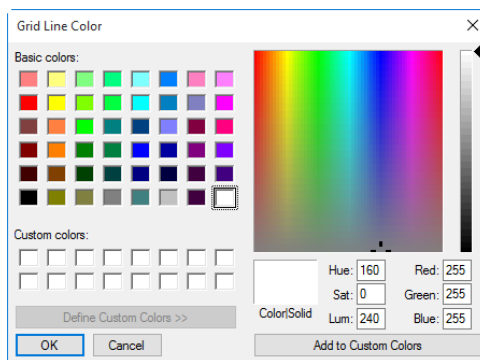 Grid Line Color
Basic colors:
Custom colors:
Define Custom Colors >>
OK Cancel
Color|Solid
Hue: 160 Red: 255
Sat: 0 Green: 255
Lum: 240 Blue: 255
Add to Custom Colors